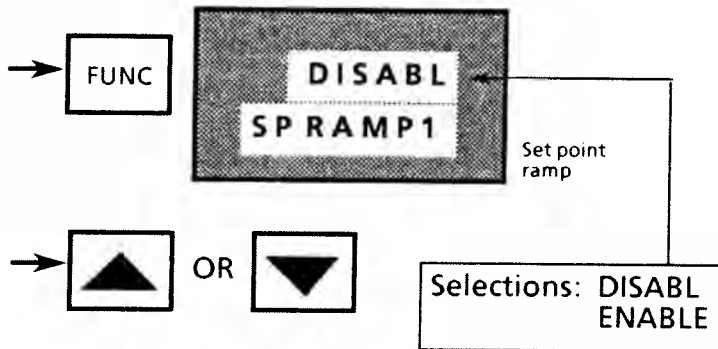 FUNC
DISABL
SP RAMP1
Set point
ramp
OR
Selections: DISABL
ENABLE